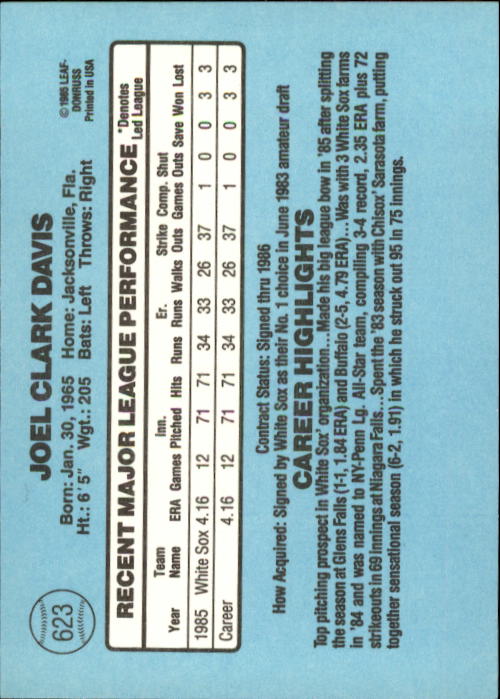 623
JOEL CLARK DAVIS
©1985 LEAF-
DONRUSS
Printed in USA
Born: Jan. 30, 1965 Home: Jacksonville, Fla.
Ht.: 6'5" Wgt.: 205 Bats: Left Throws: Right
RECENT MAJOR LEAGUE PERFORMANCE *Denotes
Led League
Team Inn. Er. Strike Comp. Shut
Year Name ERA Games Pitched Hits Runs Runs Walks Outs Games Outs Save Won Lost
1985 White Sox 4.16 12 71 71 34 33 26 37 1 0 0 3 3
Career 4.16 12 71 71 34 33 26 37 1 0 0 3 3
Contract Status: Signed thru 1986
How Acquired: Signed by White Sox as their No. 1 choice in June 1983 amateur draft
CAREER HIGHLIGHTS
Top pitching prospect in White Sox' organization...Made his big league bow in '85 after splitting
the season at Glens Falls (1-1, 1.84 ERA) and Buffalo (2-5, 4.79 ERA)...Was with 3 White Sox farms
in '84 and was named to NY-Penn Lg. All-Star team, compiling 3-4 record, 2.35 ERA plus 72
strikeouts in 69 innings at Niagara Falls...Spent the '83 season with Chisox' Sarasota farm, putting
together sensational season (6-2, 1.91) in which he struck out 95 in 75 innings.